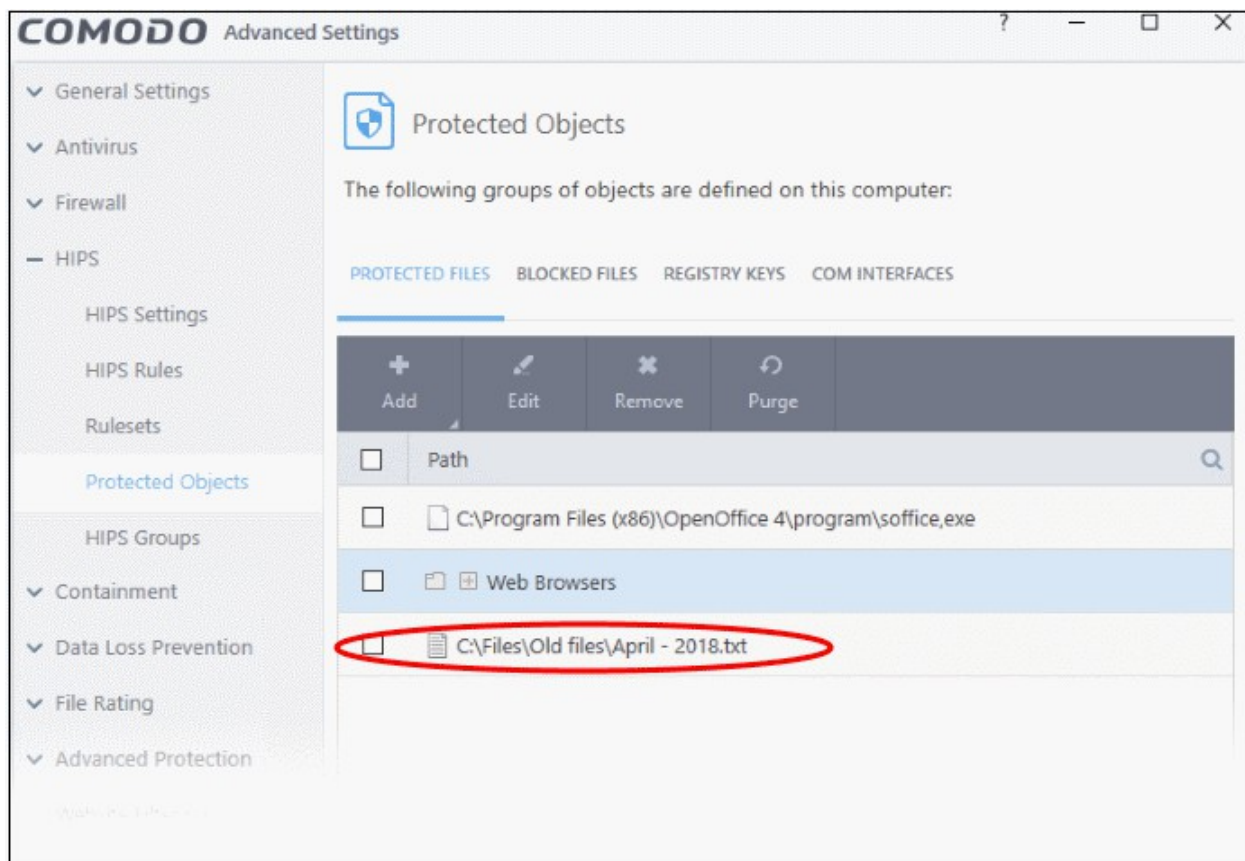 COMODO Advanced Settings ?
General Settings
Antivirus
Firewall
HIPS
HIPS Settings
HIPS Rules
Rulesets
Protected Objects
HIPS Groups
Containment
Data Loss Prevention
File Rating
Advanced Protection
Protected Objects
The following groups of objects are defined on this computer:
PROTECTED FILES BLOCKED FILES REGISTRY KEYS COM INTERFACES
Add Edit Remove Purge
Path
C:\Program Files (x86)\OpenOffice 4\program\soffice,exe
Web Browsers
C:\Files\Old files\April - 2018.txt